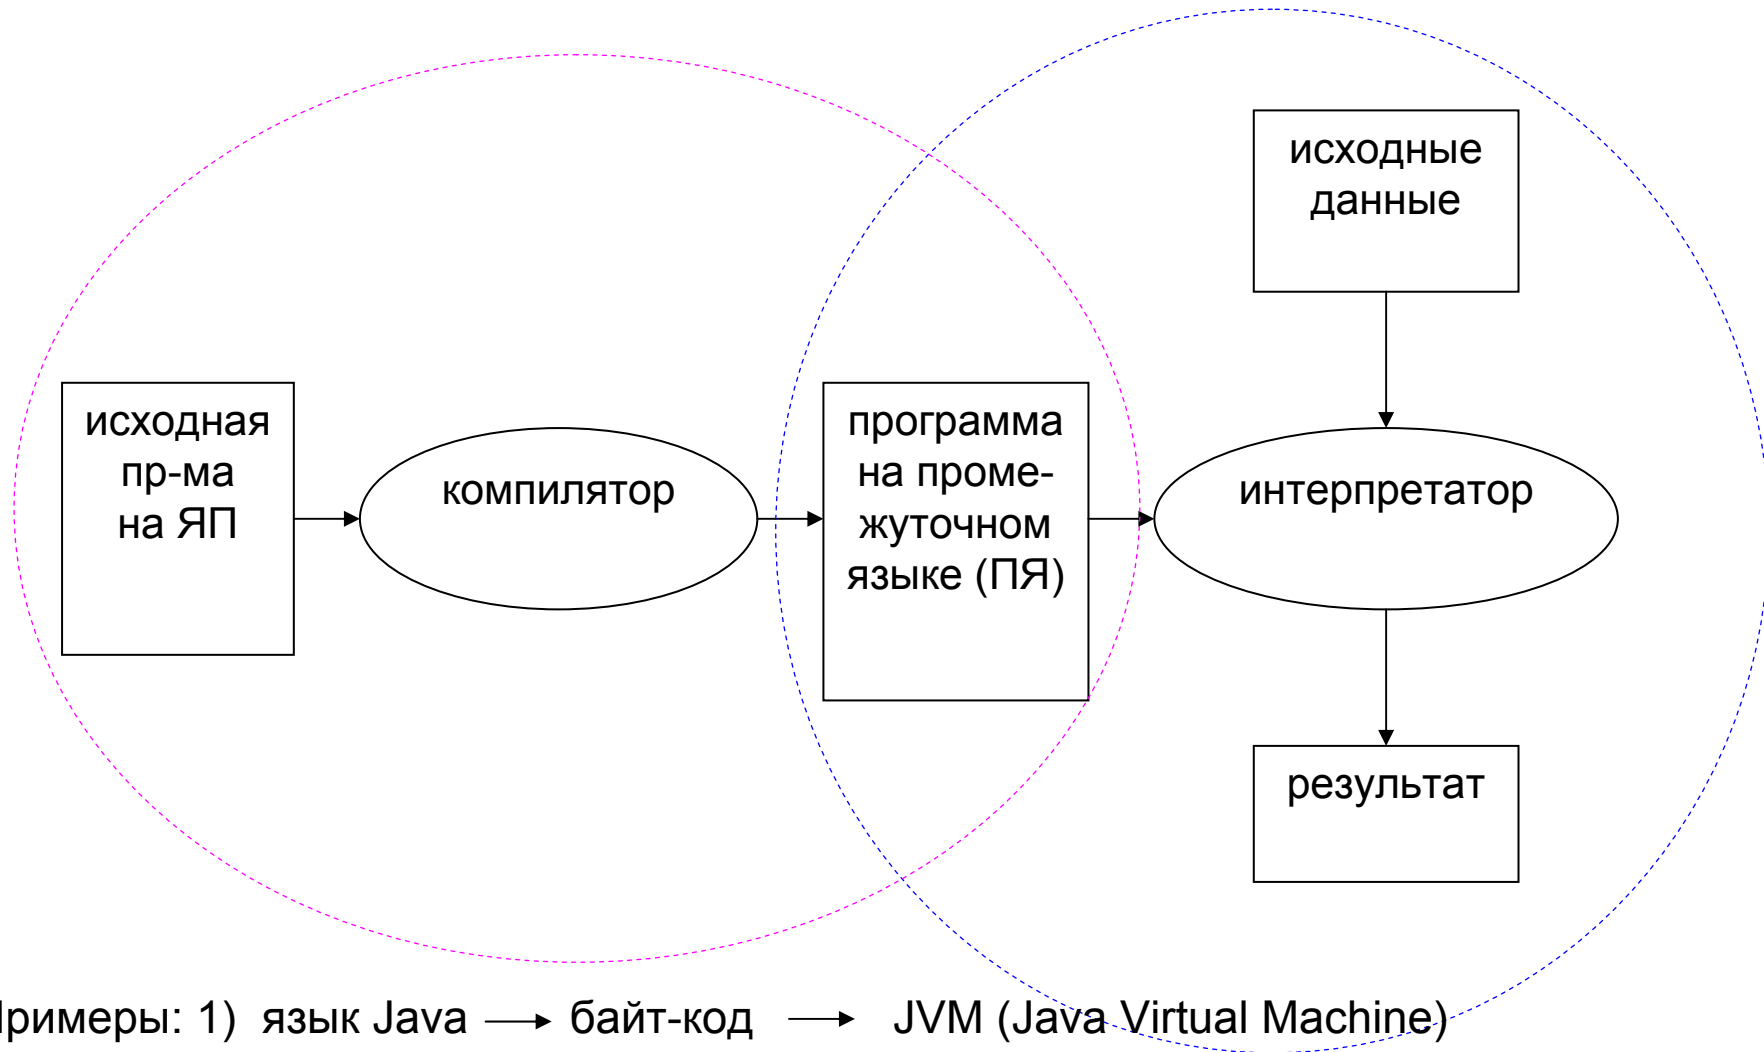 исходные
данные
исходная
пр-ма
на ЯП
компилятор
программа
на проме-
жуточном
языке (ПЯ)
интерпретатор
результат
Примеры: 1) язык Java → байт-код → JVM (Java Virtual Machine)